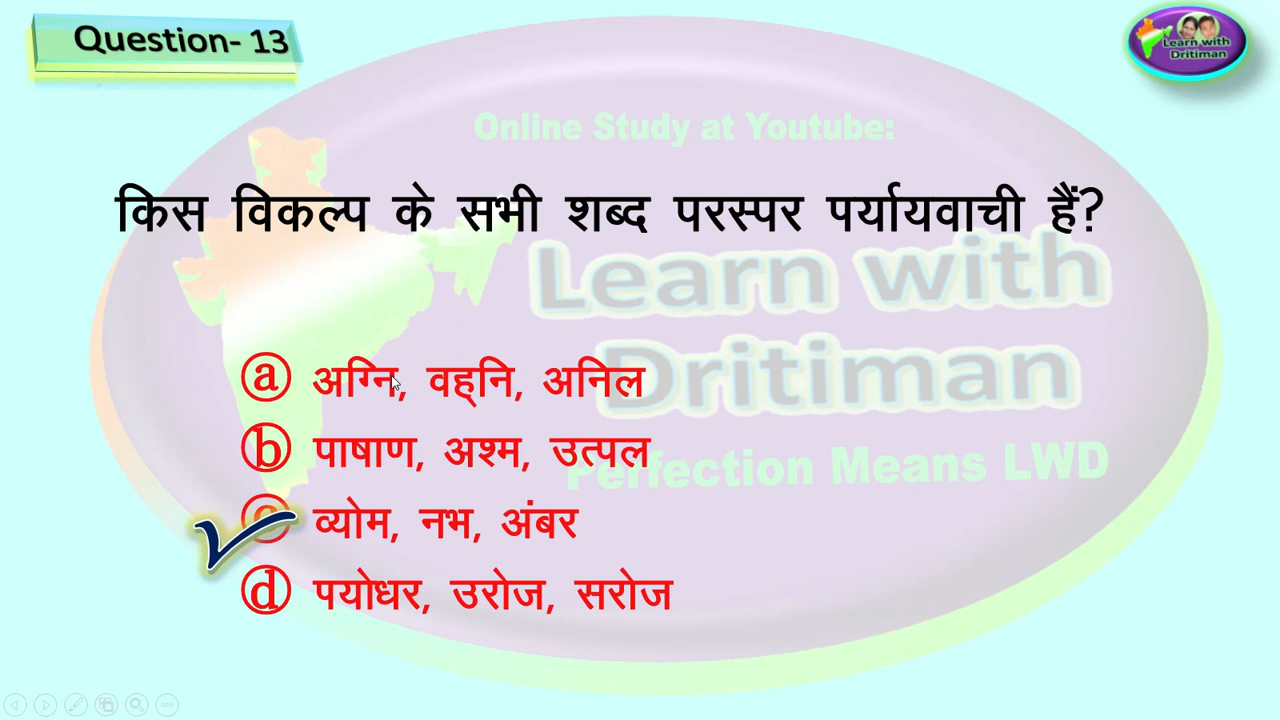 Question- 13
Learn with
Dritiman
Online Study at Youtube:
किस विकल्प के सभी शब्द परस्पर पर्यायवाची हैं?
Learn with
Dritiman
ⓐ अग्नि, वह्‌नि, अनिल
ⓑ पाषाण, अश्म, उत्पल
Perfection Means LWD
ⓒ व्योम, नभ, अंबर
ⓓ पयोधर, उरोज, सरोज